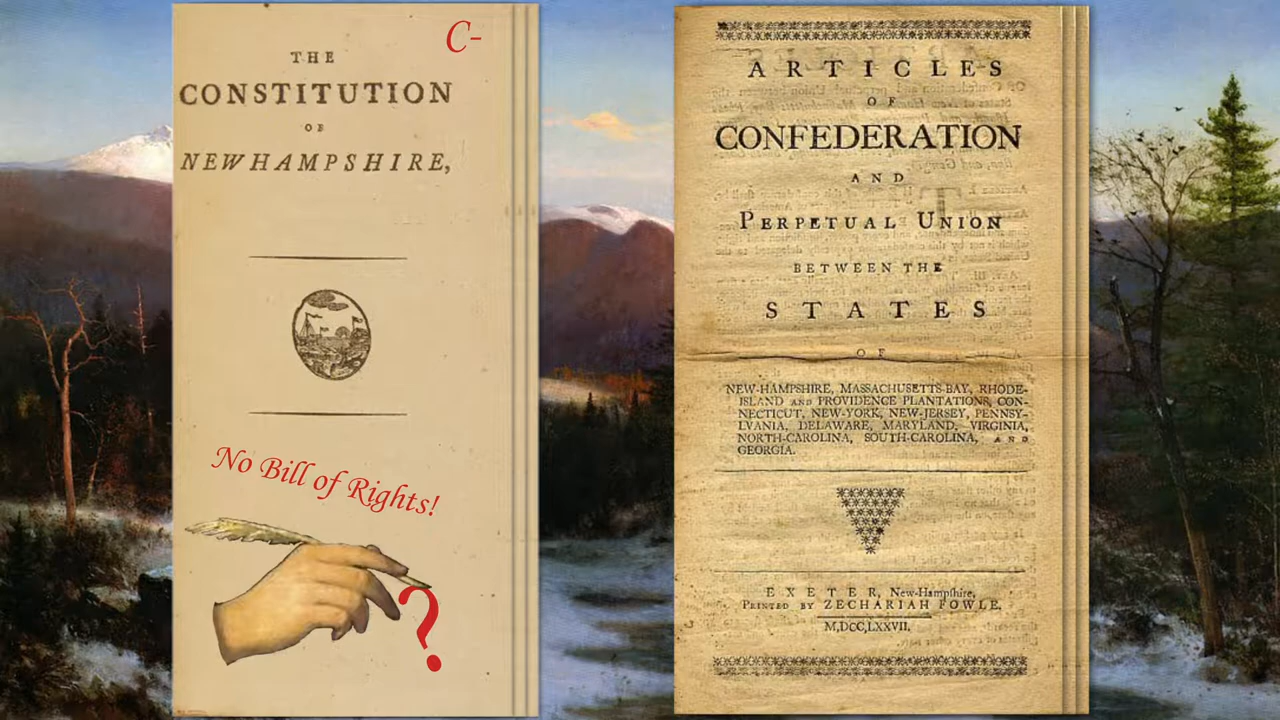 C-
THE
CONSTITUTION
OF
NEW HAMPSHIRE,
No Bill of Rights!
?
ARTICLES
OF
CONFEDERATION
AND
PERPETUAL UNION
BETWEEN THE
STATES
OF
NEW-HAMPSHIRE, MASSACHUSETTS-BAY, RHODE-
ISLAND AND PROVIDENCE PLANTATIONS, CON-
NECTICUT, NEW-YORK, NEW-JERSEY, PENNSY-
LVANIA, DELAWARE, MARYLAND, VIRGINIA,
NORTH-CAROLINA, SOUTH-CAROLINA, AND
GEORGIA.
EXETER, New-Hampſhire,
PRINTED BY ZECHARIAH FOWLE,
M,DCC,LXXVII.